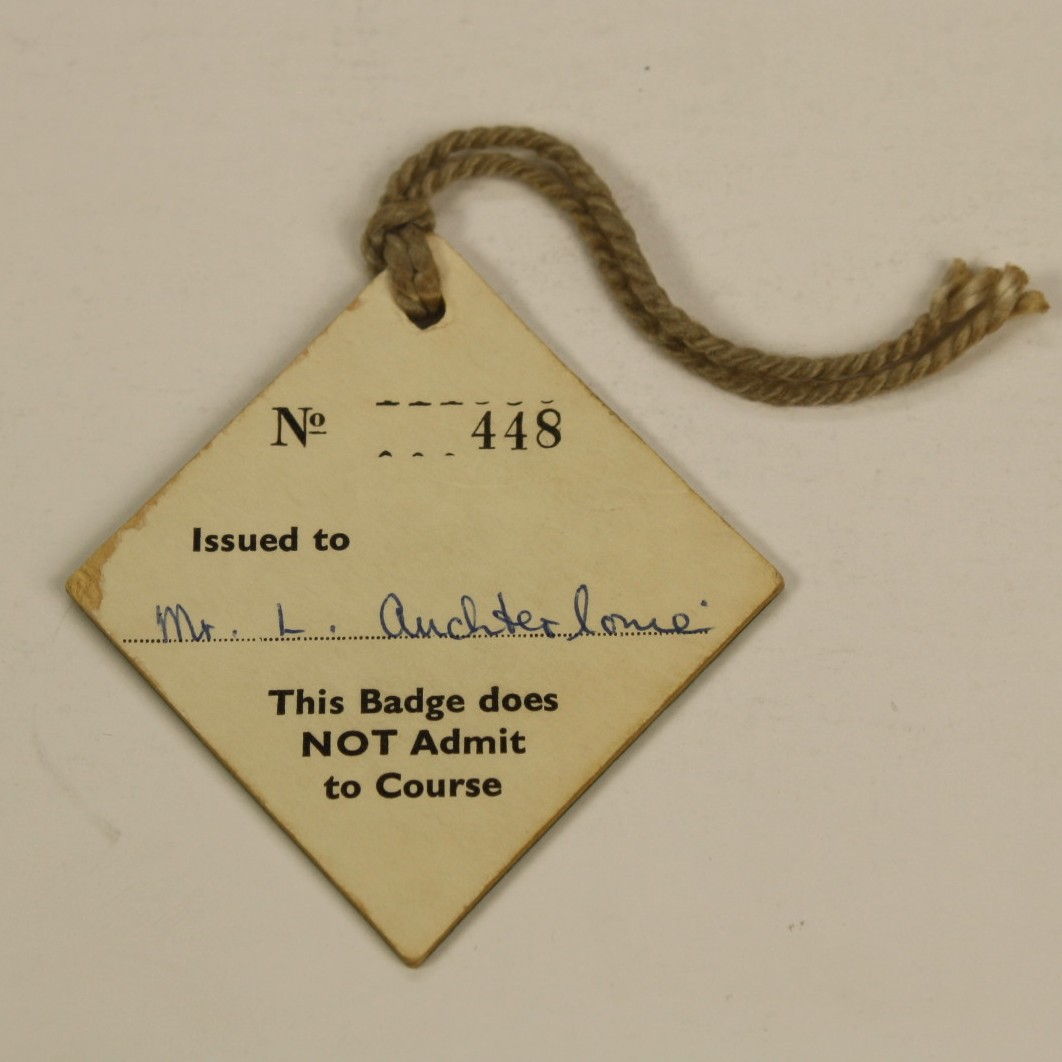 Nº 448
Issued to
Mr. L. Auchterlonie
This Badge does
NOT Admit
to Course